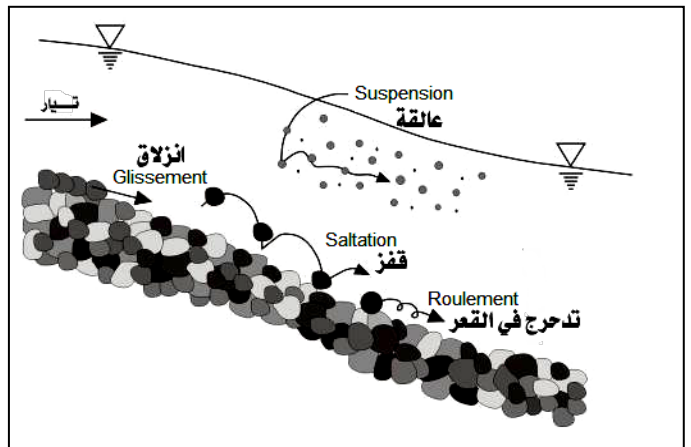 Suspension
عالقة
تيار
انزلاق
Glissement
Saltation
قفز
Roulement
تدحرج في القعر